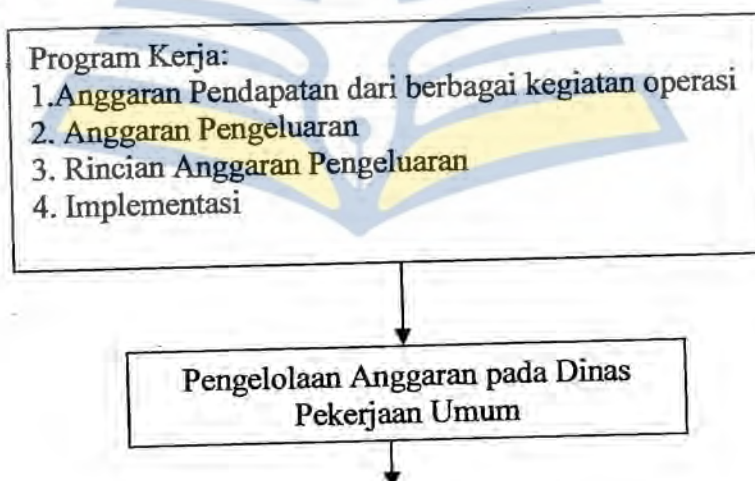 Program Kerja:
1.Anggaran Pendapatan dari berbagai kegiatan operasi
2. Anggaran Pengeluaran
3. Rincian Anggaran Pengeluaran
4. Implementasi
Pengelolaan Anggaran pada Dinas
Pekerjaan Umum